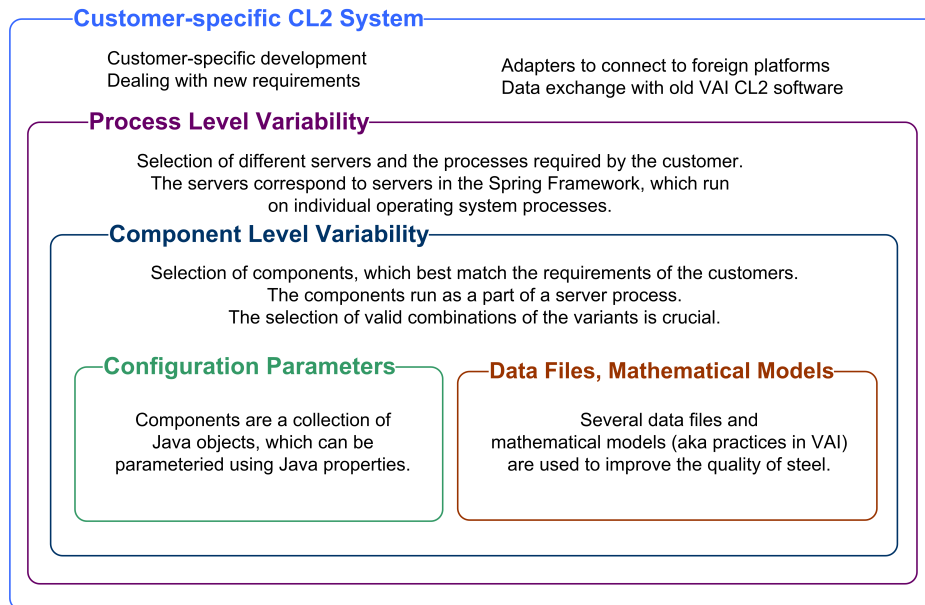 Customer-specific CL2 System
Customer-specific development
Dealing with new requirements
Adapters to connect to foreign platforms
Data exchange with old VAI CL2 software
Process Level Variability
Selection of different servers and the processes required by the customer.
The servers correspond to servers in the Spring Framework, which run
on individual operating system processes.
Component Level Variability
Selection of components, which best match the requirements of the customers.
The components run as a part of a server process.
The selection of valid combinations of the variants is crucial.
Configuration Parameters
Components are a collection of
Java objects, which can be
parameteried using Java properties.
Data Files, Mathematical Models
Several data files and
mathematical models (aka practices in VAI)
are used to improve the quality of steel.